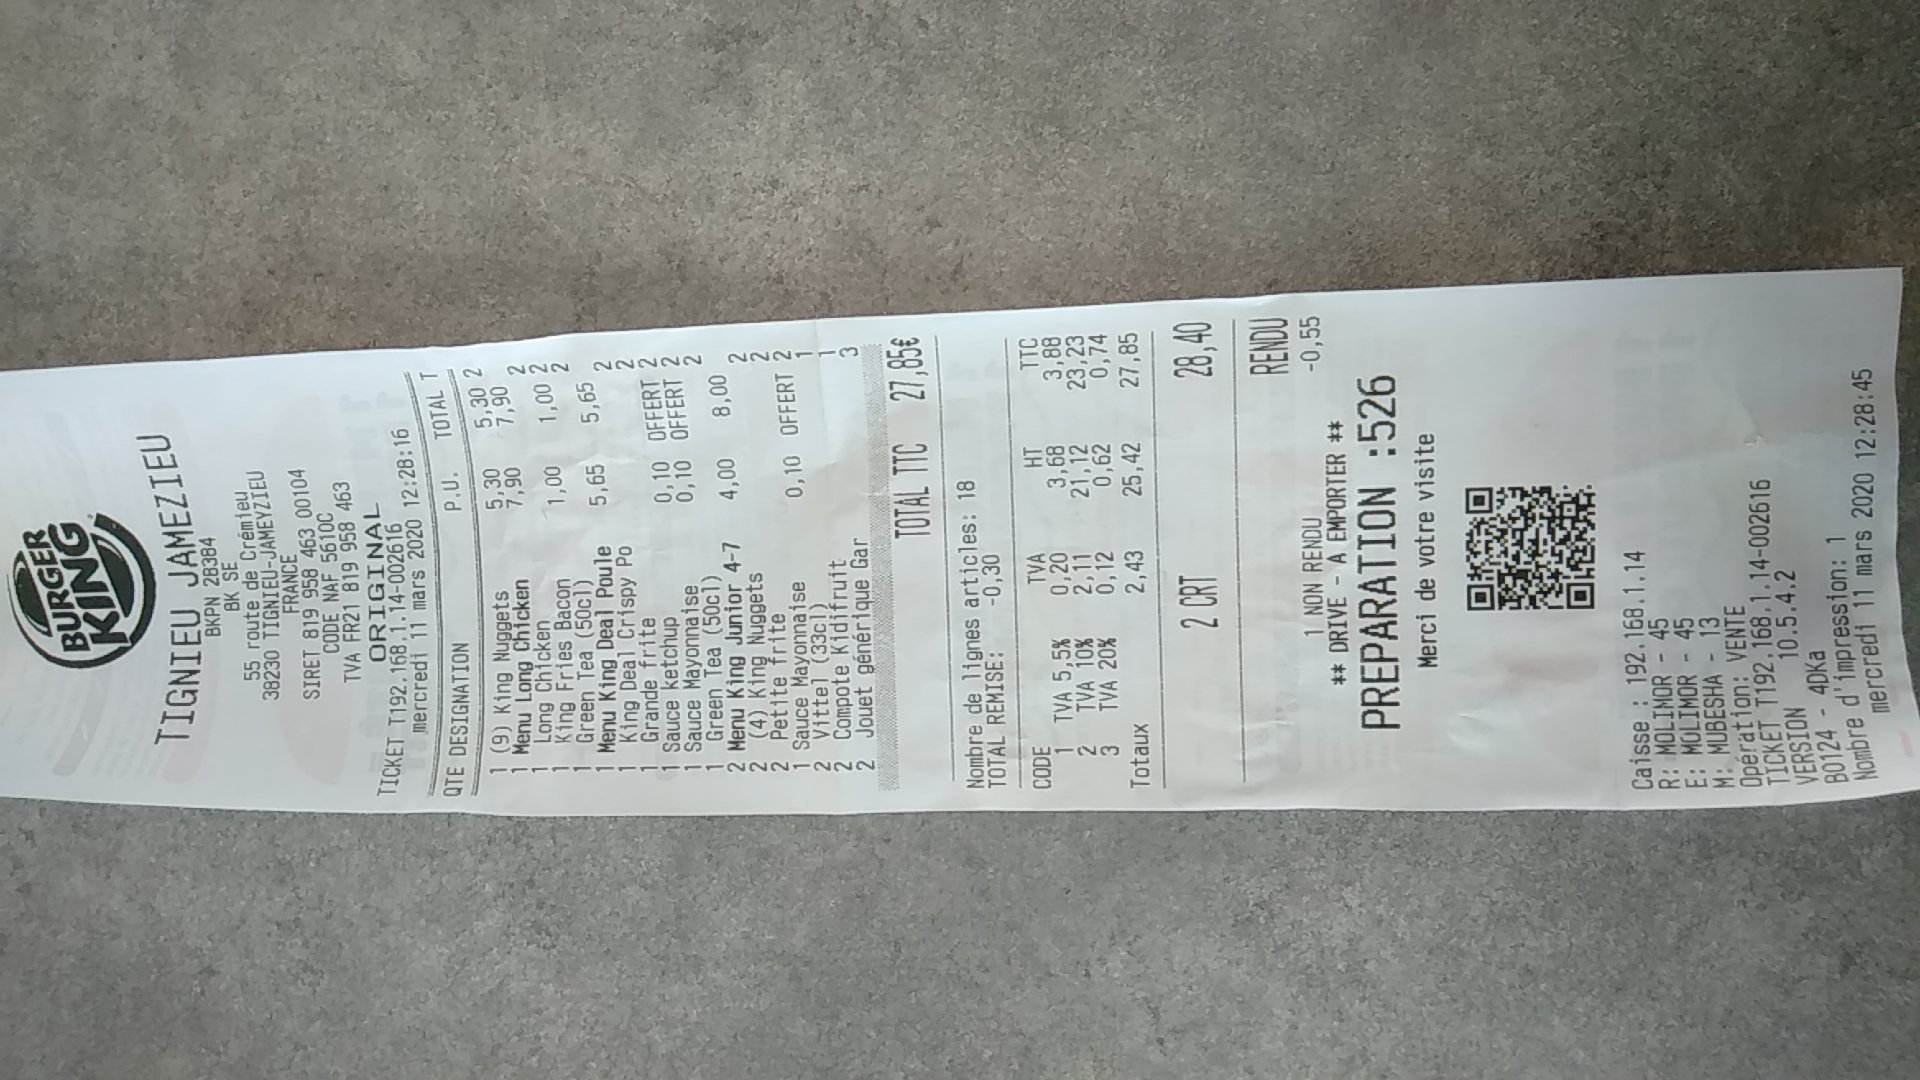 BURGER
KING
TIGNIEU JAMEZIEU
BKPN 28384
BK SE
55 route de Crémieu
38230 TIGNIEU-JAMEYZIEU
FRANCE
SIRET 819 958 463 00104
CODE NAF 5610C
TVA FR21 819 958 463
ORIGINAL
TICKET T192.168.1.14-002616
mercredi 11 mars 2020 12:28:16
QTE DESIGNATION P.U. TOTAL T
1 (9) King Nuggets 5,30 5,30 2
1 Menu Long Chicken 7,90 7,90
1 Long Chicken 2
1 King Fries Bacon 1,00 1,00 2
1 Green Tea (50cl) 2
1 Menu King Deal Poule 5,65 5,65
1 King Deal Crispy Po 2
1 Grande frite 2
1 Sauce ketchup 0,10 OFFERT 2
1 Sauce Mayonnaise 0,10 OFFERT 2
1 Green Tea (50cl) 2
2 Menu King Junior 4-7 4,00 8,00
2 (4) King Nuggets 2
2 Petite frite 2
1 Sauce Mayonnaise 0,10 OFFERT 2
2 Vittel (33cl) 1
2 Compote Kidifruit 1
2 Jouet générique Gar 3
TOTAL TTC 27,85€
Nombre de lignes articles: 18
TOTAL REMISE: -0,30
CODE TVA HT TTC
1 TVA 5,5% 0,20 3,68 3,88
2 TVA 10% 2,11 21,12 23,23
3 TVA 20% 0,12 0,62 0,74
Totaux 2,43 25,42 27,85
2 CRT 28,40
RENDU
1 NON RENDU -0,55
** DRIVE - A EMPORTER **
PREPARATION :526
Merci de votre visite
Caisse : 192.168.1.14
R: MOLIMOR - 45
E: MOLIMOR - 45
M: MUBESHA - 13
Opération: VENTE
TICKET T192.168.1.14-002616
VERSION 10.5.4.2
B0124 - 4DKa
Nombre d'impression: 1
mercredi 11 mars 2020 12:28:45